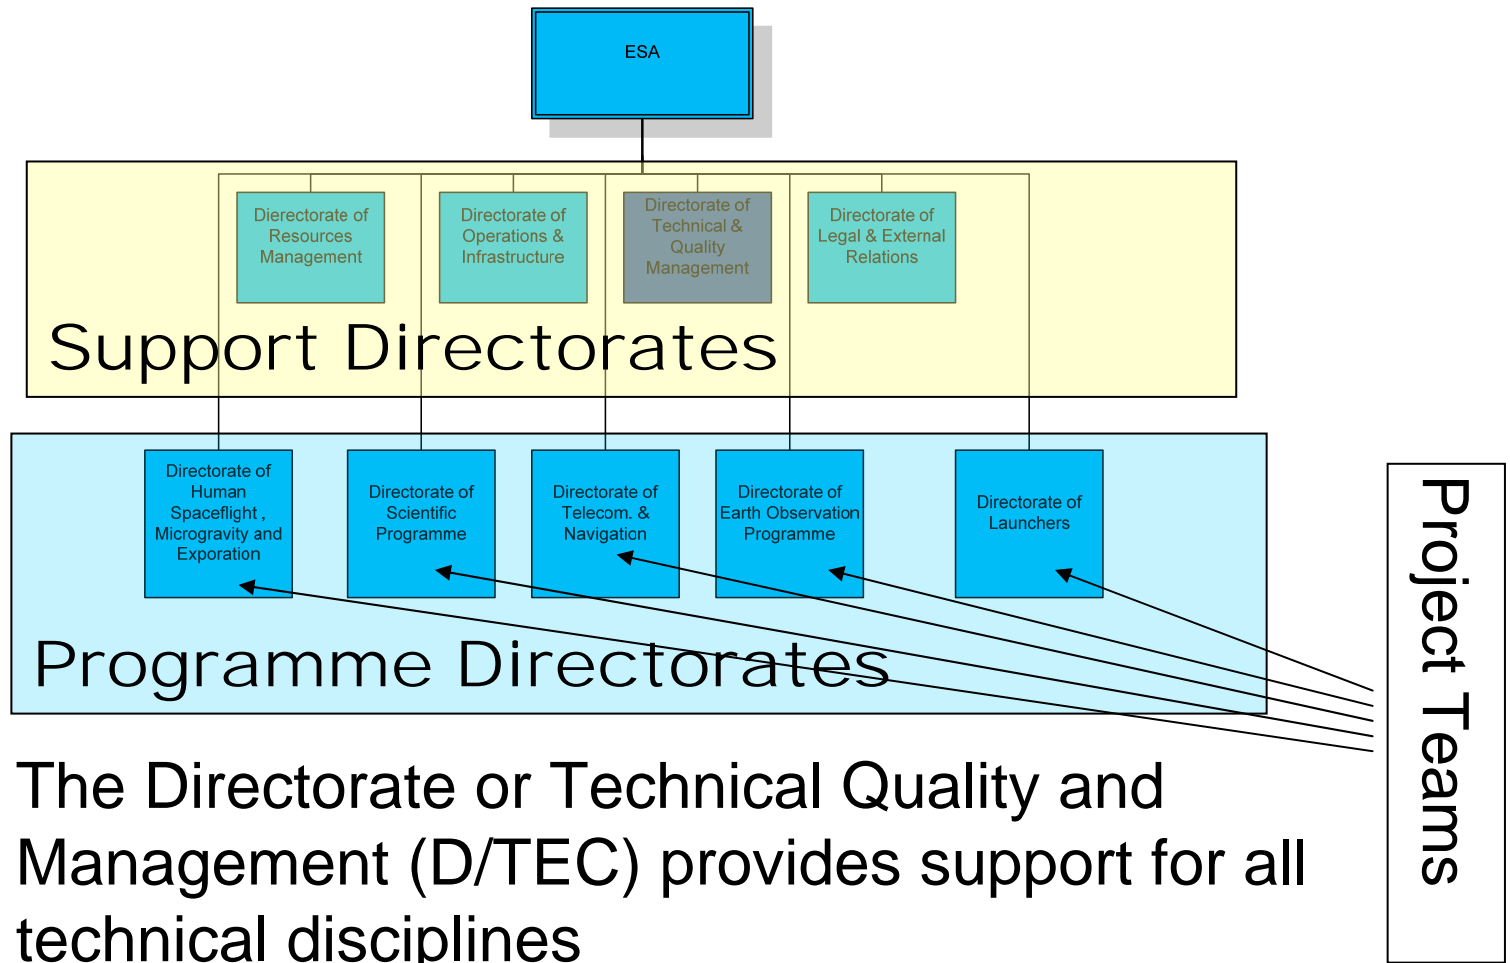 ESA
Dierectorate of
Resources
Management
Directorate of
Operations &
Infrastructure
Directorate of
Technical &
Quality
Management
Directorate of
Legal & External
Relations
Support Directorates
Directorate of
Human
Spaceflight ,
Microgravity and
Exporation
Directorate of
Scientific
Programme
Directorate of
Telecom. &
Navigation
Directorate of
Earth Observation
Programme
Directorate of
Launchers
Programme Directorates
Project Teams
The Directorate or Technical Quality and
Management (D/TEC) provides support for all
technical disciplines